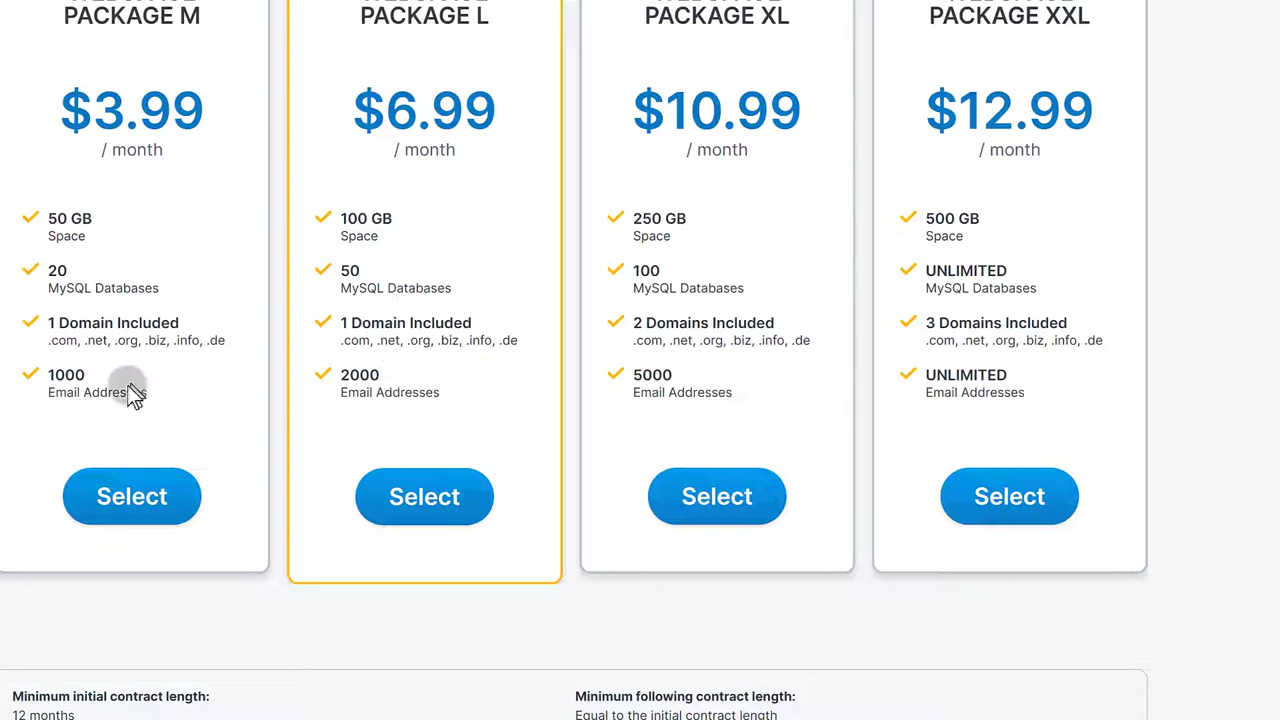 PACKAGE M
$3.99
/ month
50 GB
Space
20
MySQL Databases
1 Domain Included
.com, .net, .org, .biz, .info, .de
1000
Email Addresses
Select
PACKAGE L
$6.99
/ month
100 GB
Space
50
MySQL Databases
1 Domain Included
.com, .net, .org, .biz, .info, .de
2000
Email Addresses
Select
PACKAGE XL
$10.99
/ month
250 GB
Space
100
MySQL Databases
2 Domains Included
.com, .net, .org, .biz, .info, .de
5000
Email Addresses
Select
PACKAGE XXL
$12.99
/ month
500 GB
Space
UNLIMITED
MySQL Databases
3 Domains Included
.com, .net, .org, .biz, .info, .de
UNLIMITED
Email Addresses
Select
Minimum initial contract length:
12 months
Minimum following contract length:
Equal to the initial contract length